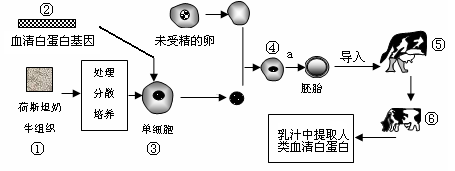 ②
血清白蛋白基因
未受精的卵
④ a 导入 ⑤
胚胎
荷斯坦奶
牛组织
①
处理
分散
培养
单细胞
③
⑥
乳汁中提取人
类血清白蛋白